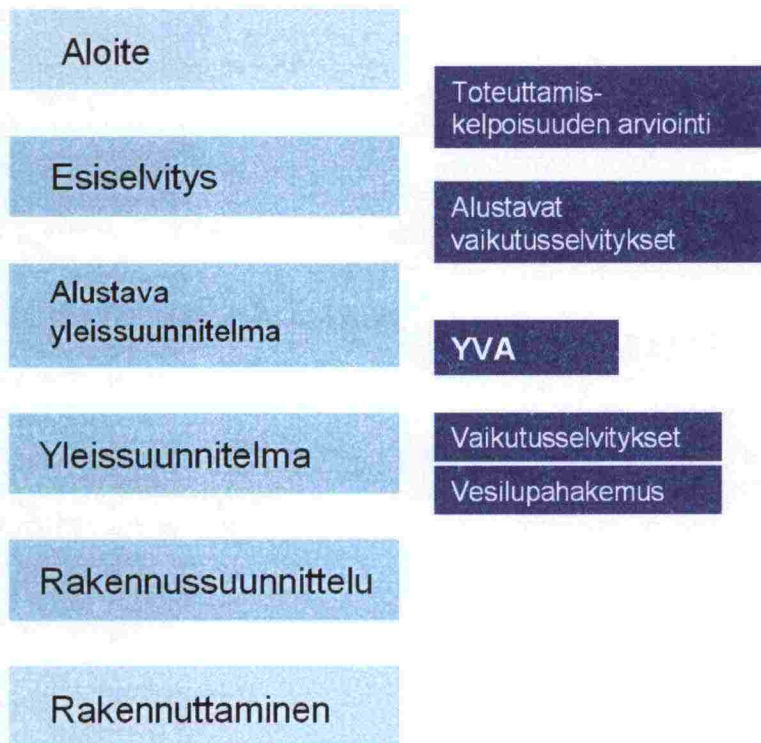 Aloite
Toteuttamis-
kelpoisuuden arviointi
Esiselvitys
Alustavat
vaikutusselvitykset
Alustava
yleissuunnitelma
YVA
Yleissuunnitelma
Vaikutusselvitykset
Vesilupahakemus
Rakennussuunnittelu
Rakennuttaminen